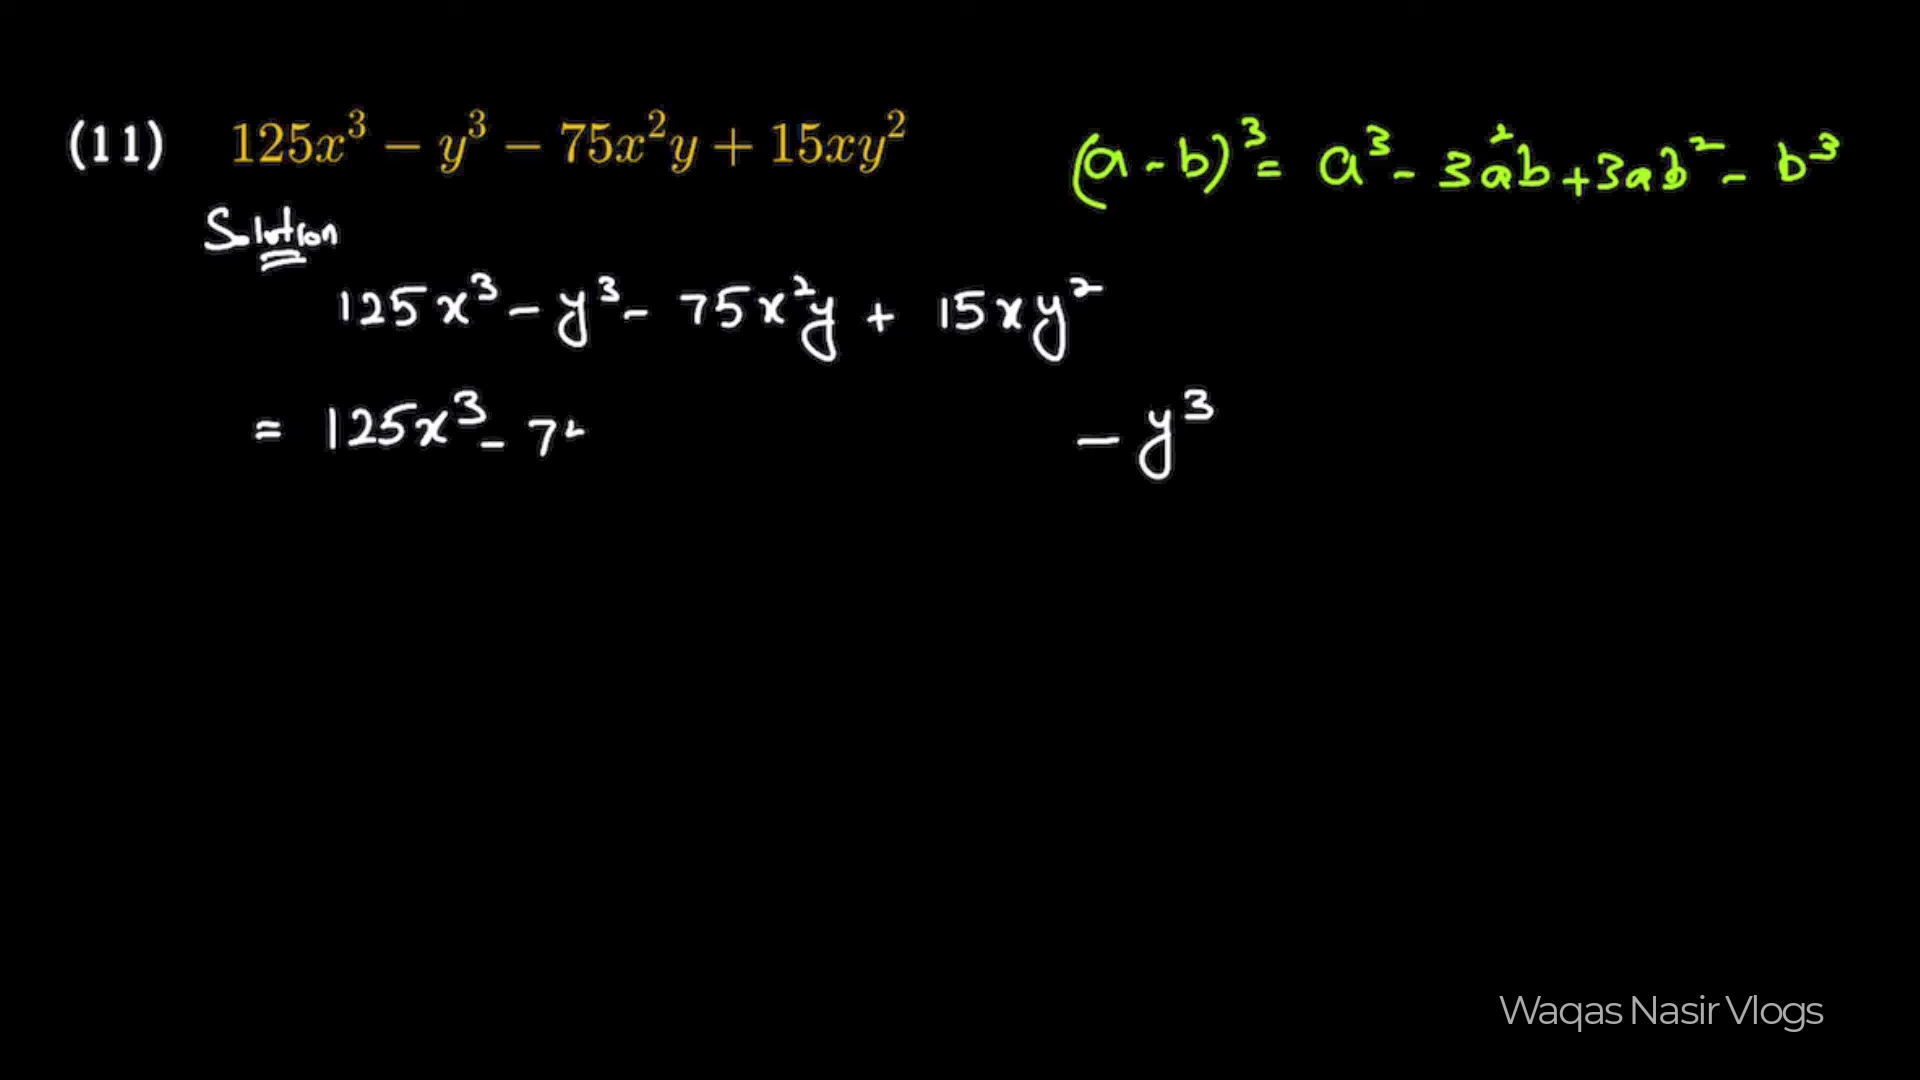 (11) 125x³ − y³ − 75x²y + 15xy²
(a - b)³ = a³ - 3a²b + 3ab² - b³
Solution
125x³ - y³ - 75x²y + 15xy²
= 125x³ - 7 - y³
Waqas Nasir Vlogs